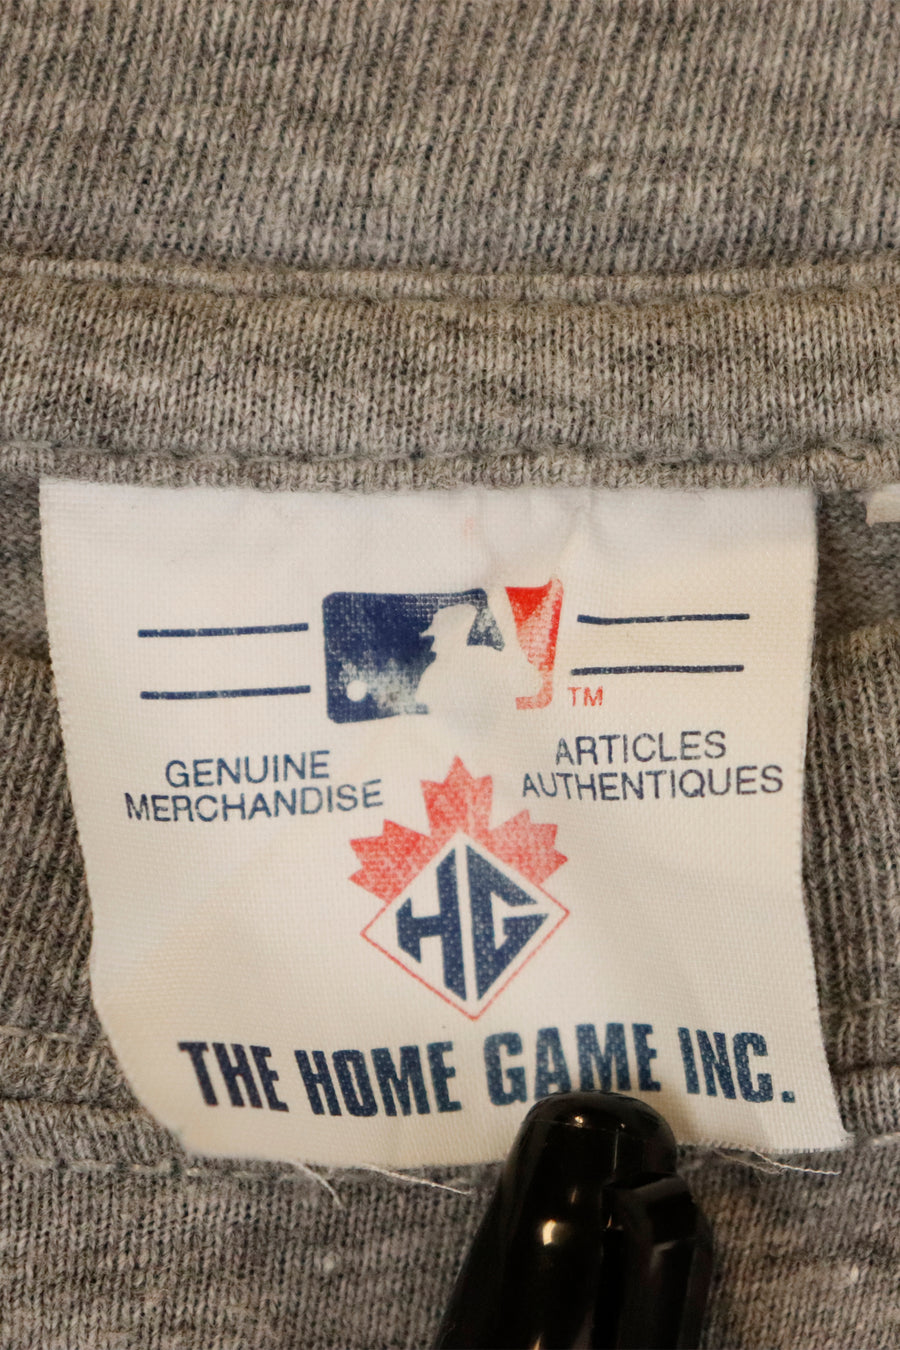 TM
GENUINE
MERCHANDISE
ARTICLES
AUTHENTIQUES
HG
THE HOME GAME INC.